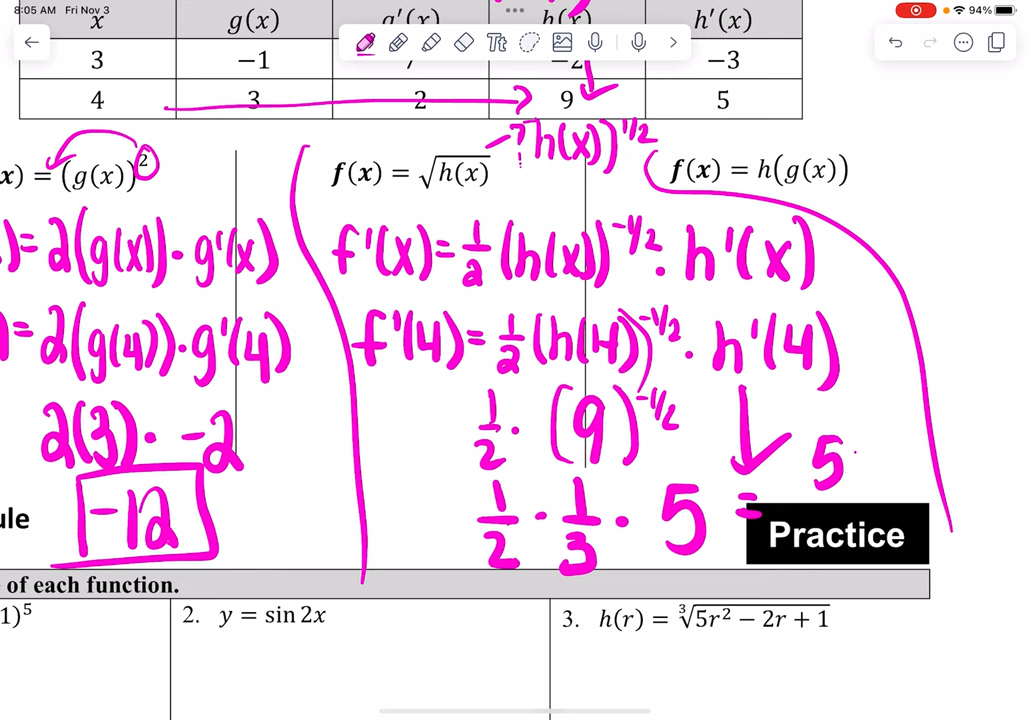 8:05 AM Fri Nov 3
94%
x g(x) g′(x) h(x) h′(x)
Tt
3 −1 −2 −3
4 3 2 9 5
-? h(x))^1/2
x) = (g(x))² f(x) = √h(x) f(x) = h(g(x))
)=2(g(x))·g'(x) f'(x)=1/2(h(x))^-1/2 · h'(x)
=2(g(4))·g'(4) f'(4)=1/2(h(4))^-1/2 · h'(4)
2(3)·-2 1/2 · (9)^-1/2 5
-12 1/2 · 1/3 · 5 =
ule Practice
of each function.
1)⁵ 2. y = sin 2x 3. h(r) = ∛5r² − 2r + 1